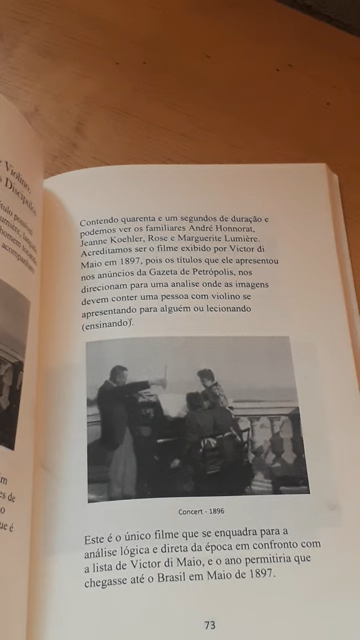 Violino,
s Discípulos
Contendo quarenta e um segundos de duração e
podemos ver os familiares André Honnorat,
Jeanne Koehler, Rose e Marguerite Lumière.
Acreditamos ser o filme exibido por Victor di
Maio em 1897, pois os títulos que ele apresentou
nos anúncios da Gazeta de Petrópolis, nos
direcionam para uma analise onde as imagens
devem conter uma pessoa com violino se
apresentando para alguém ou lecionando
(ensinando).
Concert - 1896
Este é o único filme que se enquadra para a
análise lógica e direta da época em confronto com
a lista de Victor di Maio, e o ano permitiria que
chegasse até o Brasil em Maio de 1897.
73